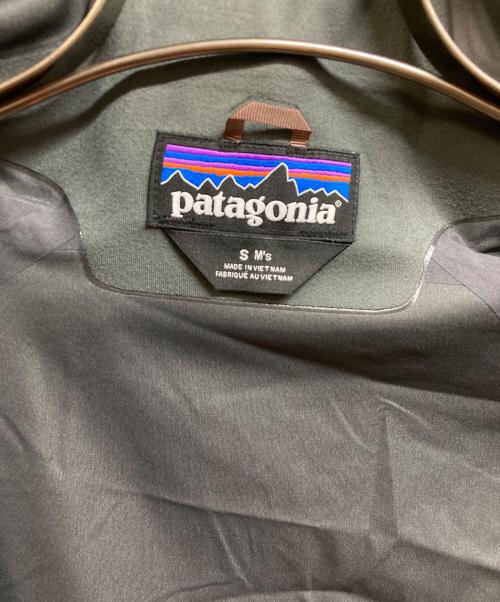 patagonia®
S M's
MADE IN VIETNAM
FABRIQUÉ AU VIETNAM